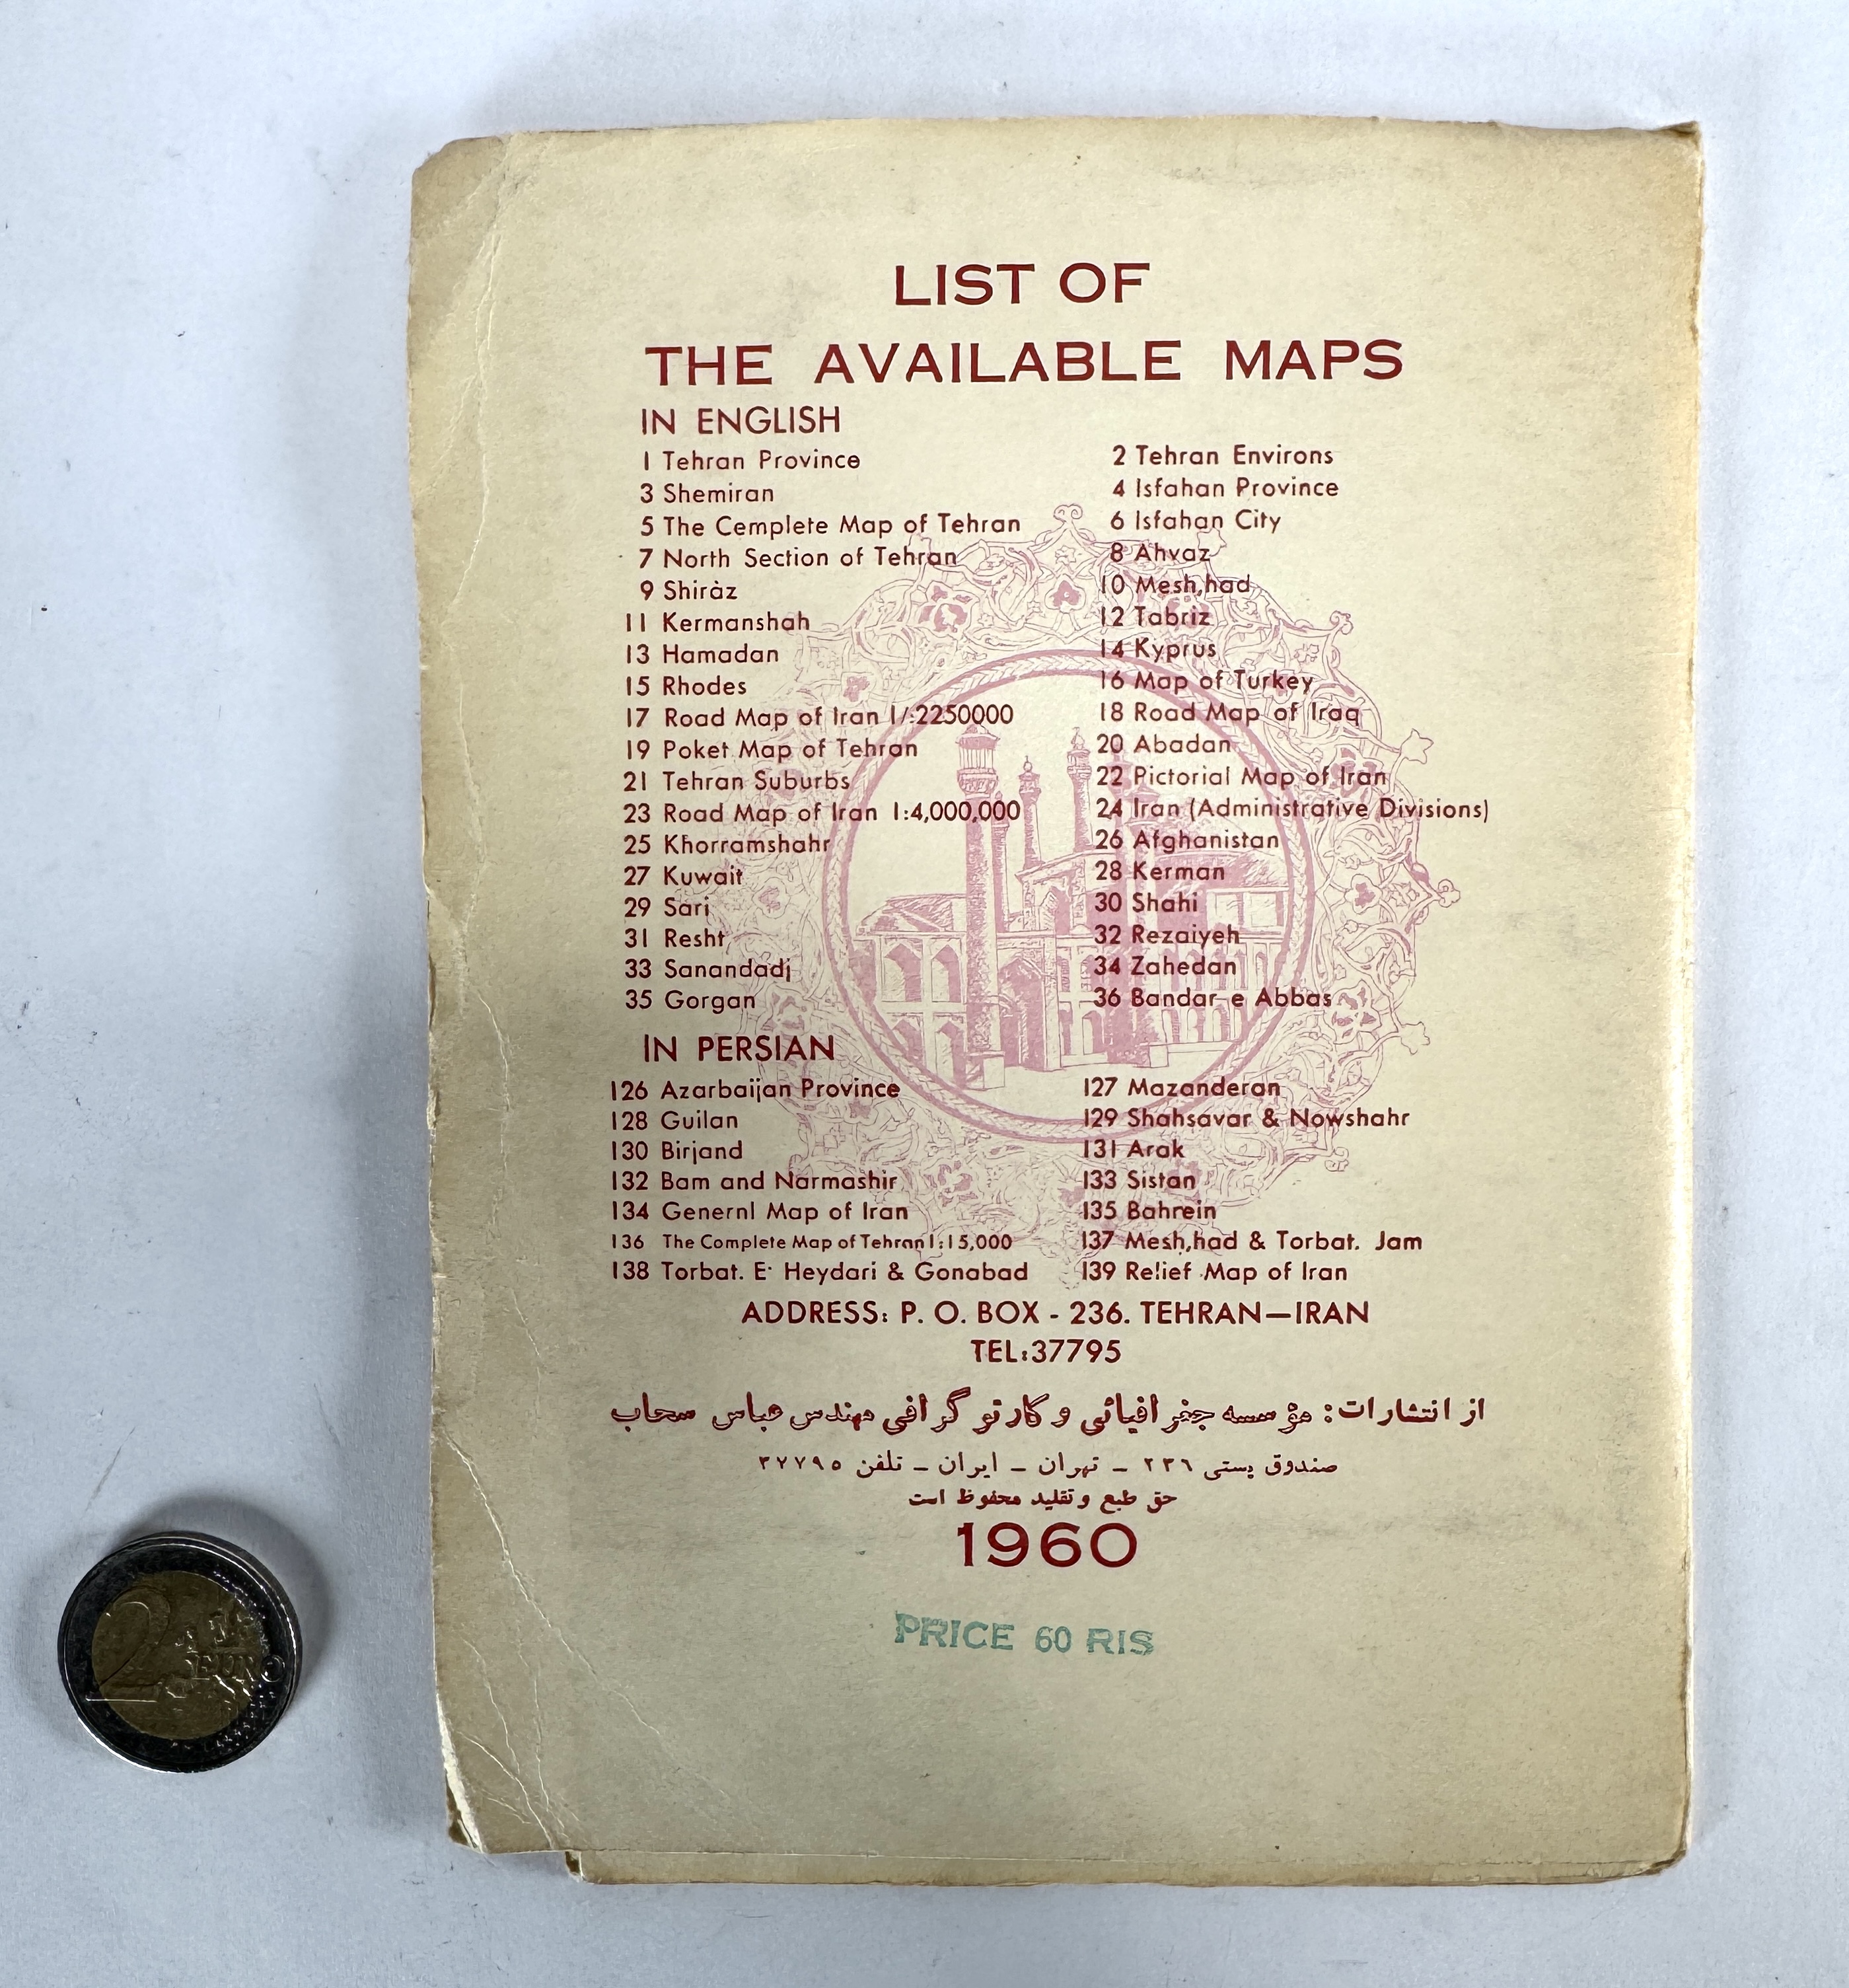 LIST OF
THE AVAILABLE MAPS
IN ENGLISH
1 Tehran Province 2 Tehran Environs
3 Shemiran 4 Isfahan Province
5 The Cemplete Map of Tehran 6 Isfahan City
7 North Section of Tehran 8 Ahvaz
9 Shiràz 10 Mesh,had
11 Kermanshah 12 Tabriz
13 Hamadan 14 Kyprus
15 Rhodes 16 Map of Turkey
17 Road Map of Iran 1/:2250000 18 Road Map of Iraq
19 Poket Map of Tehran 20 Abadan
21 Tehran Suburbs 22 Pictorial Map of Iran
23 Road Map of Iran 1:4,000,000 24 Iran (Administrative Divisions)
25 Khorramshahr 26 Afghanistan
27 Kuwait 28 Kerman
29 Sari 30 Shahi
31 Resht 32 Rezaiyeh
33 Sanandadj 34 Zahedan
35 Gorgan 36 Bandar-e Abbas
IN PERSIAN
126 Azarbaijan Province 127 Mazanderan
128 Guilan 129 Shahsavar & Nowshahr
130 Birjand 131 Arak
132 Bam and Narmashir 133 Sistan
134 Genernl Map of Iran 135 Bahrein
136 The Complete Map of Tehran 1:15,000 137 Mesh,had & Torbat. Jam
138 Torbat. E· Heydari & Gonabad 139 Relief Map of Iran
ADDRESS: P. O. BOX - 236. TEHRAN—IRAN
TEL:37795
از انتشارات: مؤسسه جغرافیائی و کارتوگرافی مهندس عباس سحاب
صندوق پستی ۲۳۶ - تهران - ایران - تلفن ۳۷۷۹۵
حق طبع و تقلید محفوظ است
1960
PRICE 60 RIS
2 EURO